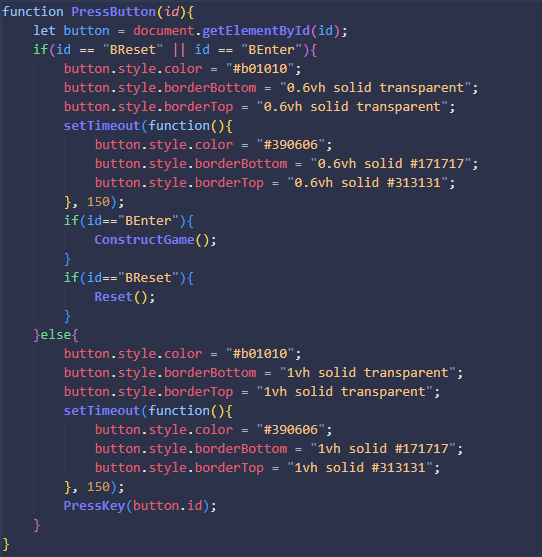 function PressButton(id){
    let button = document.getElementById(id);
    if(id == "BReset" || id == "BEnter"){
        button.style.color = "#b01010";
        button.style.borderBottom = "0.6vh solid transparent";
        button.style.borderTop = "0.6vh solid transparent";
        setTimeout(function(){
            button.style.color = "#390606";
            button.style.borderBottom = "0.6vh solid #171717";
            button.style.borderTop = "0.6vh solid #313131";
        }, 150);
        if(id=="BEnter"){
            ConstructGame();
        }
        if(id=="BReset"){
            Reset();
        }
    }else{
        button.style.color = "#b01010";
        button.style.borderBottom = "1vh solid transparent";
        button.style.borderTop = "1vh solid transparent";
        setTimeout(function(){
            button.style.color = "#390606";
            button.style.borderBottom = "1vh solid #171717";
            button.style.borderTop = "1vh solid #313131";
        }, 150);
        PressKey(button.id);
    }
}